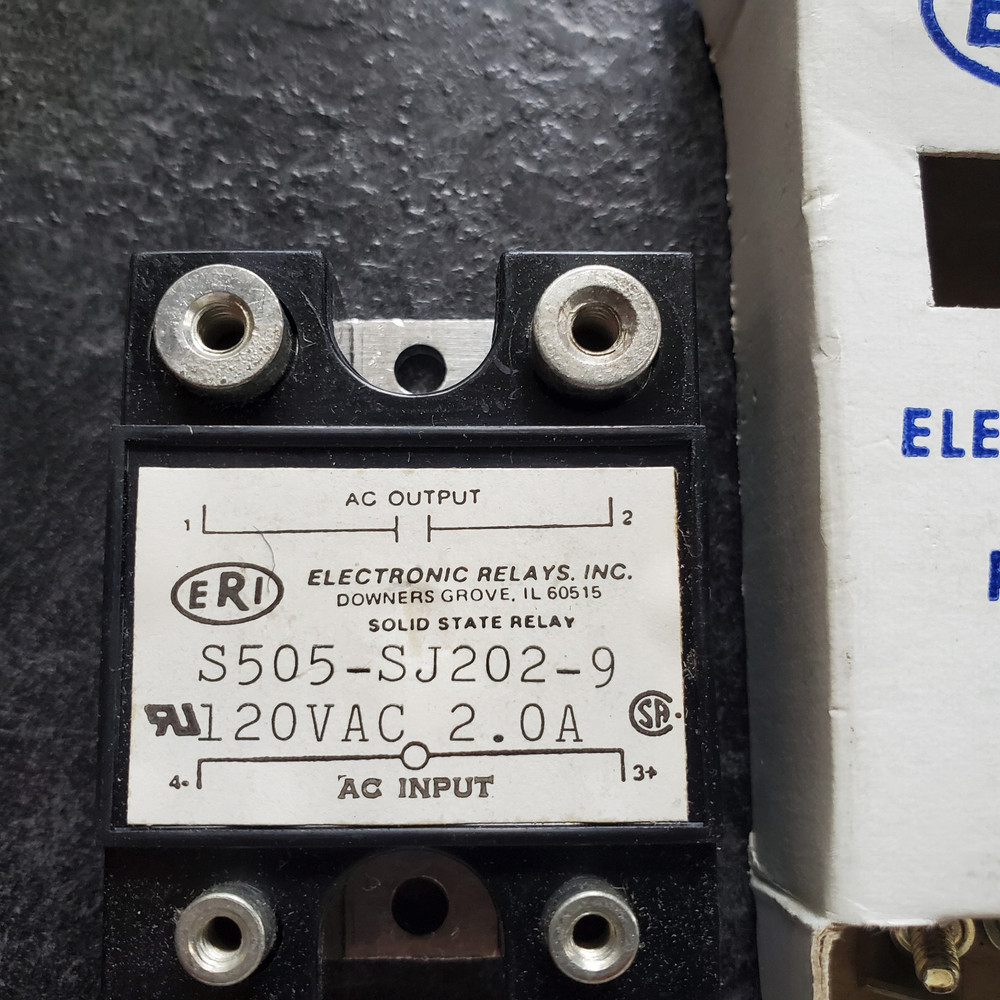 AC OUTPUT
1 2
ERI
ELECTRONIC RELAYS, INC.
DOWNERS GROVE, IL 60515
SOLID STATE RELAY
S505-SJ202-9
120VAC 2.0A
SA
4- 3+
AC INPUT
E
ELE